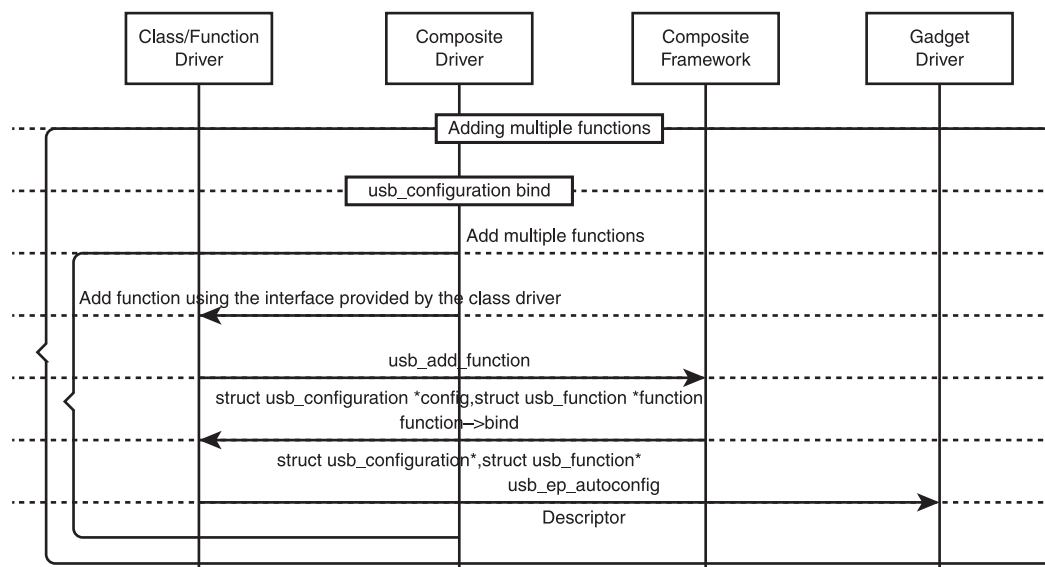 Class/Function
Driver
Composite
Driver
Composite
Framework
Gadget
Driver
Adding multiple functions
usb_configuration bind
Add multiple functions
Add function using the interface provided by the class driver
usb_add_function
struct usb_configuration *config,struct usb_function *function
function–>bind
struct usb_configuration*,struct usb_function*
usb_ep_autoconfig
Descriptor